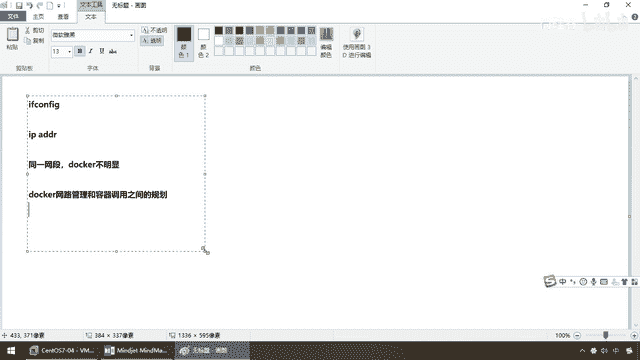 文本工具
无标题 - 画图
文件
主页
查看
文本
粘贴
剪切
复制
剪贴板
微软雅黑
13
B I U abc
字体
不透明
透明
背景
颜色 1
颜色 2
颜色
编辑颜色
使用画图 3D 进行编辑
ifconfig
ip addr
同一网段，docker不明显
docker网路管理和容器调用之间的规划
中
433, 371像素
384 × 337像素
1336 × 595像素
100%
CentOS7-04 - VM...
Mindjet MindMa...
无标题 - 画图
中